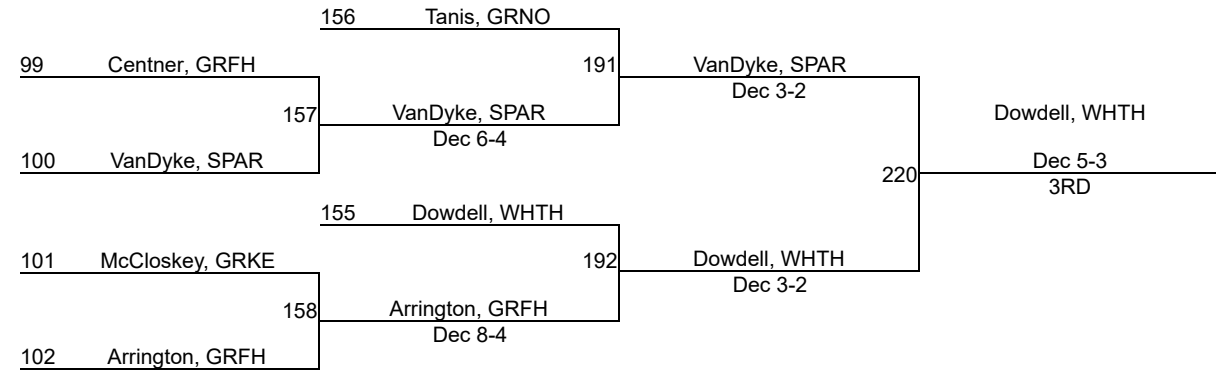 156 Tanis, GRNO
99 Centner, GRFH
191 VanDyke, SPAR
Dec 3-2
157 VanDyke, SPAR
Dec 6-4
Dowdell, WHTH
100 VanDyke, SPAR
220 Dec 5-3
3RD
155 Dowdell, WHTH
101 McCloskey, GRKE
192 Dowdell, WHTH
Dec 3-2
158 Arrington, GRFH
Dec 8-4
102 Arrington, GRFH